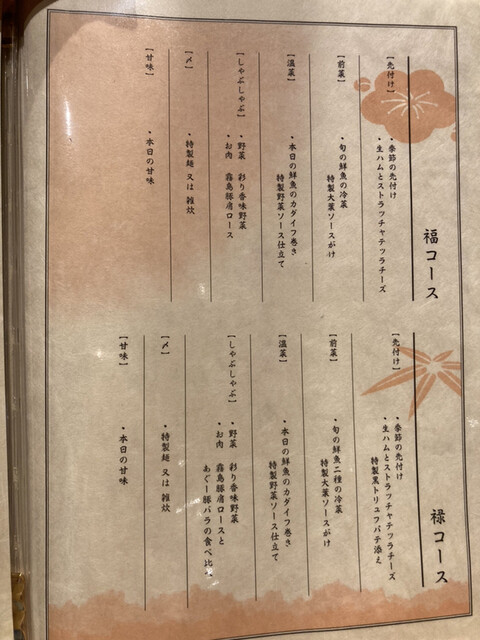 福コース
【先付け】
・季節の先付け
・生ハムとストラッチャテッラチーズ
【前菜】
・旬の鮮魚の冷菜
特製大葉ソースがけ
【温菜】
・本日の鮮魚のカダイフ巻き
特製野菜ソース仕立て
【しゃぶしゃぶ】
・野菜 彩り香味野菜
・お肉 霧島豚肩ロース
【〆】
・特製麺 又は 雑炊
【甘味】
・本日の甘味
禄コース
【先付け】
・季節の先付け
・生ハムとストラッチャテッラチーズ
特製黒トリュフパテ添え
【前菜】
・旬の鮮魚二種の冷菜
特製大葉ソースがけ
【温菜】
・本日の鮮魚のカダイフ巻き
特製野菜ソース仕立て
【しゃぶしゃぶ】
・野菜 彩り香味野菜
・お肉 霧島豚肩ロースと
あぐー豚バラの食べ比べ
【〆】
・特製麺 又は 雑炊
【甘味】
・本日の甘味